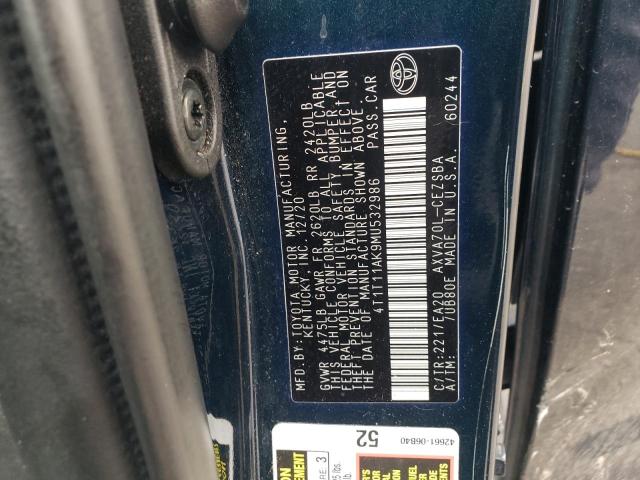 MFD.BY:TOYOTA MOTOR MANUFACTURING,
KENTUCKY, INC. 12/20
GVWR 4475LB GAWR FR 2620LB RR 2420LB
THIS VEHICLE CONFORMS TO ALL APPLICABLE
FEDERAL MOTOR VEHICLE SAFETY, BUMPER, AND
THEFT PREVENTION STANDARDS IN EFFECT ON
THE DATE OF MANUFACTURE SHOWN ABOVE.
4T1T11AK9MU532986 PASS.CAR
C/TR:221/EA20 AXVA70L-CEZSBA
A/TM: /UB80E MADE IN U.S.A. 60244
52
42661-06B40
3